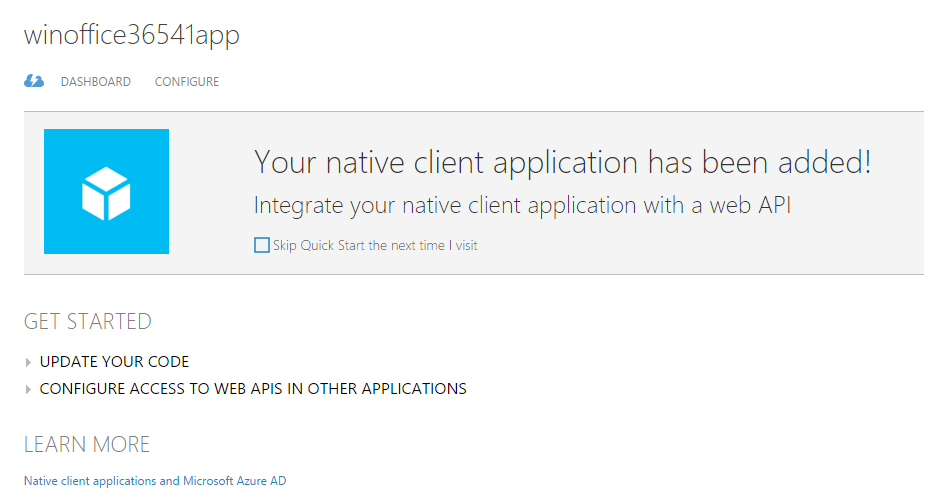 winoffice36541app
DASHBOARD CONFIGURE
Your native client application has been added!
Integrate your native client application with a web API
Skip Quick Start the next time I visit
GET STARTED
UPDATE YOUR CODE
CONFIGURE ACCESS TO WEB APIS IN OTHER APPLICATIONS
LEARN MORE
Native client applications and Microsoft Azure AD